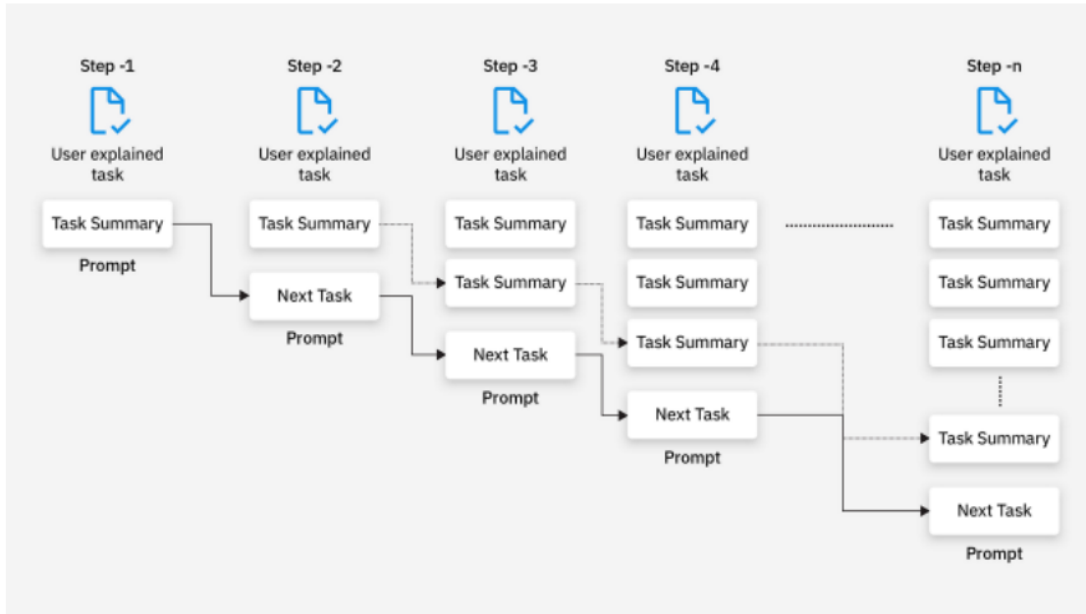 Step -1
User explained
task
Task Summary
Prompt
Step -2
User explained
task
Task Summary
Next Task
Prompt
Step -3
User explained
task
Task Summary
Task Summary
Next Task
Prompt
Step -4
User explained
task
Task Summary
Task Summary
Task Summary
Next Task
Prompt
Step -n
User explained
task
Task Summary
Task Summary
Task Summary
Task Summary
Next Task
Prompt